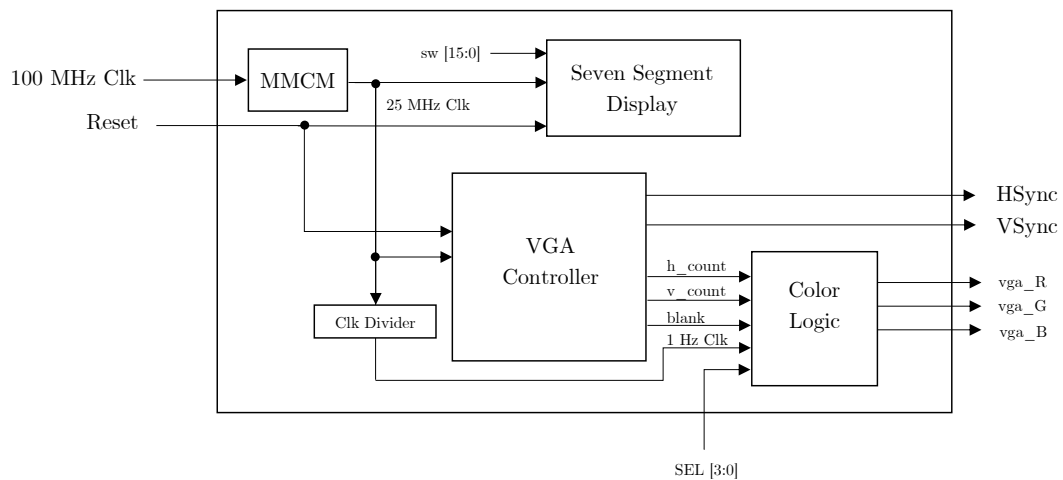 sw [15:0]
100 MHz Clk
MMCM
Seven Segment
Display
25 MHz Clk
Reset
HSync
VSync
VGA
Controller
h_count
v_count
blank
1 Hz Clk
Color
Logic
vga_R
vga_G
vga_B
Clk Divider
SEL [3:0]